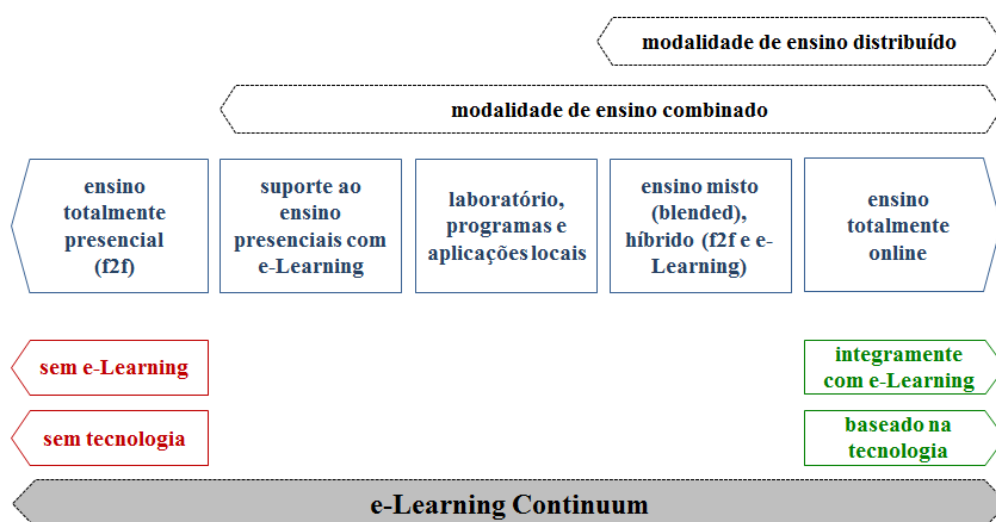 modalidade de ensino distribuído
modalidade de ensino combinado
ensino
totalmente
presencial
(f2f)
suporte ao
ensino
presenciais com
e-Learning
laboratório,
programas e
aplicações locais
ensino misto
(blended),
híbrido (f2f e e-
Learning)
ensino
totalmente
online
sem e-Learning
integramente
com e-Learning
sem tecnologia
baseado na
tecnologia
e-Learning Continuum